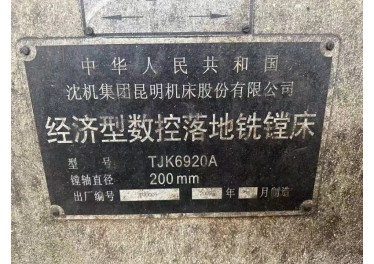 中华人民共和国
沈机集团昆明机床股份有限公司
经济型数控落地铣镗床
型号 TJK6920A
镗轴直径 200mm
出厂编号 年 月制造